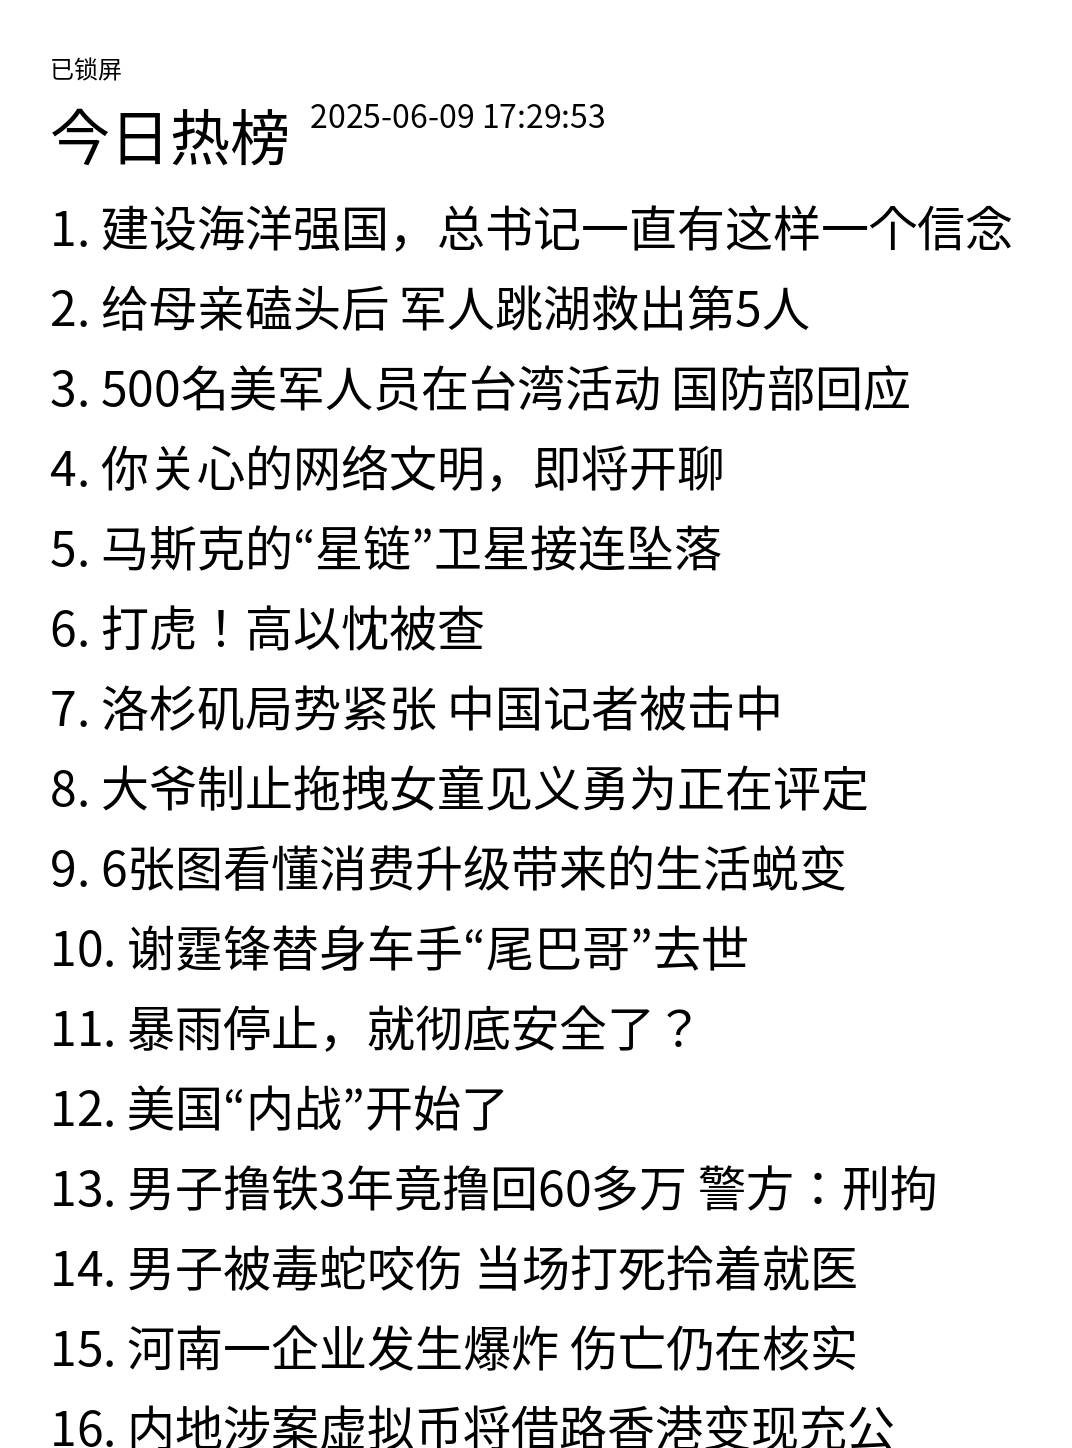 已锁屏
今日热榜 2025-06-09 17:29:53
1. 建设海洋强国，总书记一直有这样一个信念
2. 给母亲磕头后 军人跳湖救出第5人
3. 500名美军人员在台湾活动 国防部回应
4. 你关心的网络文明，即将开聊
5. 马斯克的“星链”卫星接连坠落
6. 打虎！高以忱被查
7. 洛杉矶局势紧张 中国记者被击中
8. 大爷制止拖拽女童见义勇为正在评定
9. 6张图看懂消费升级带来的生活蜕变
10. 谢霆锋替身车手“尾巴哥”去世
11. 暴雨停止，就彻底安全了？
12. 美国“内战”开始了
13. 男子撸铁3年竟撸回60多万 警方：刑拘
14. 男子被毒蛇咬伤 当场打死拎着就医
15. 河南一企业发生爆炸 伤亡仍在核实
16. 内地涉案虚拟币将借路香港变现充公